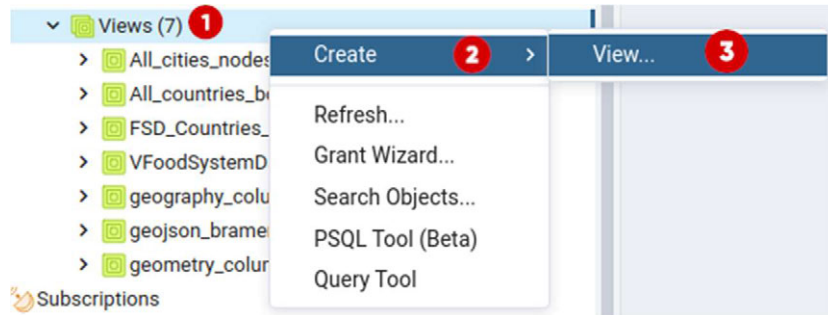 Views (7) 1
All_cities_nodes
All_countries_b
FSD_Countries_
VFoodSystemD
geography_colu
geojson_brame
geometry_colur
Subscriptions
Create 2
Refresh...
Grant Wizard...
Search Objects...
PSQL Tool (Beta)
Query Tool
View... 3